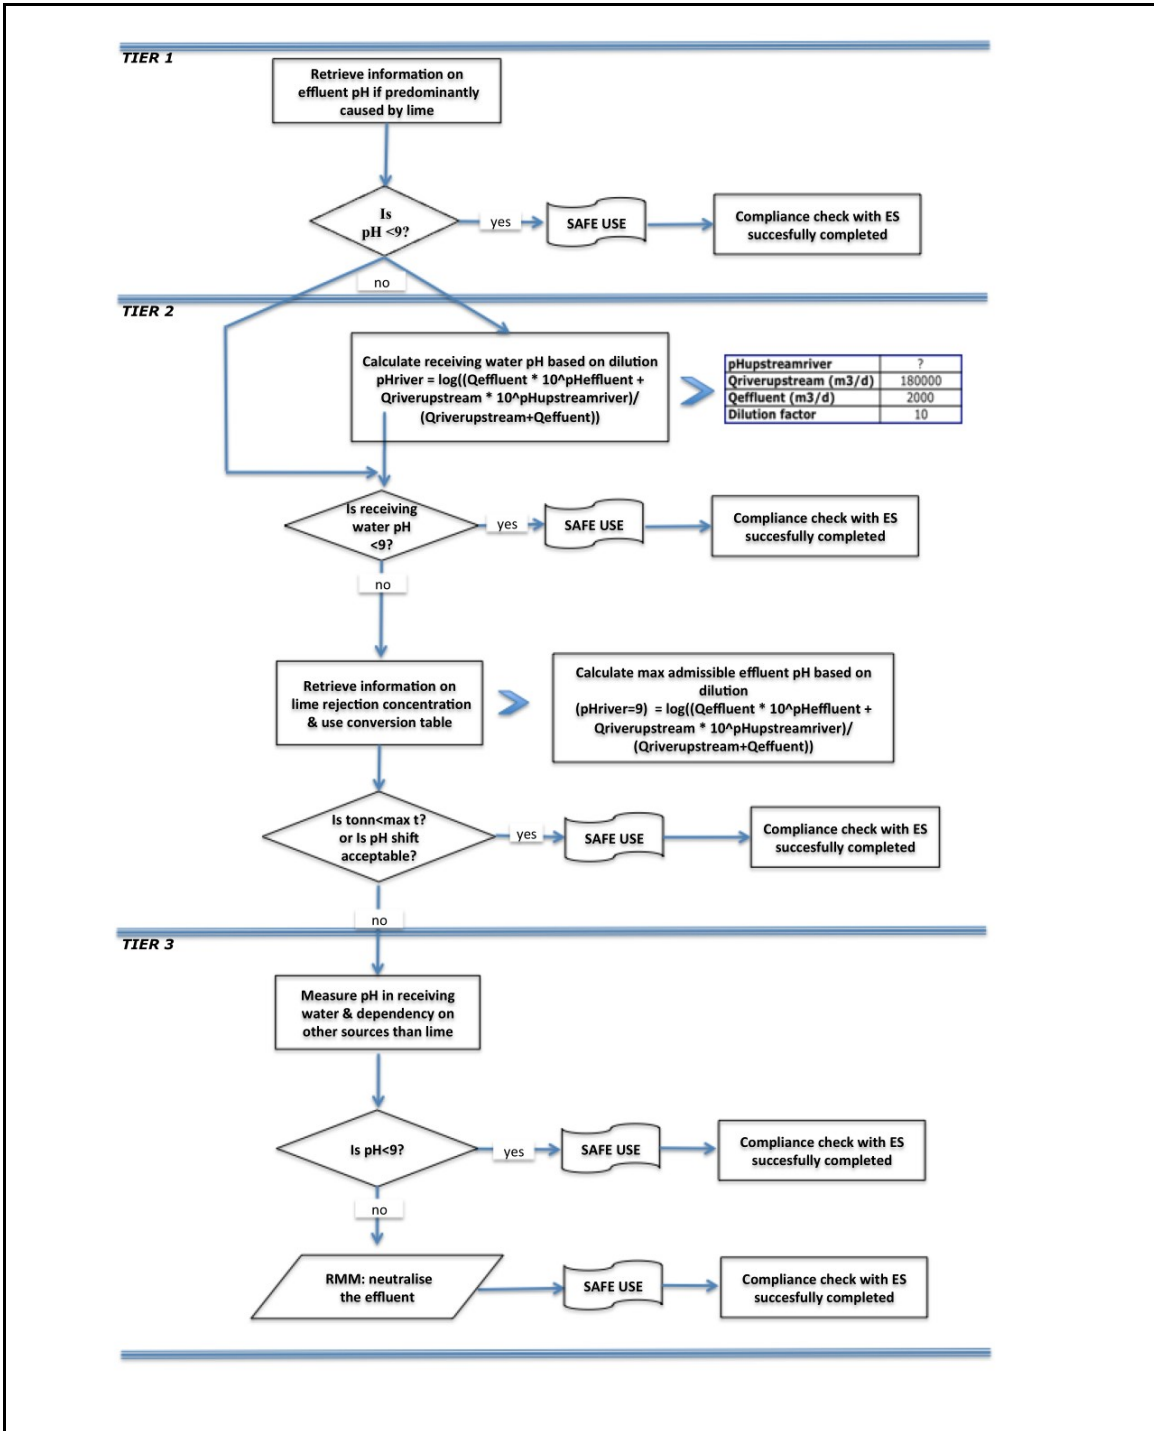 TIER 1
Retrieve information on
effluent pH if predominantly
caused by lime
Is
pH <9?
yes
SAFE USE
Compliance check with ES
succesfully completed
no
TIER 2
Calculate receiving water pH based on dilution
pHriver = log((Qeffluent * 10^pHeffluent +
Qriverupstream * 10^pHupstreamriver)/
(Qriverupstream+Qeffuent))
pHupstreamriver ?
Qriverupstream (m3/d) 180000
Qeffluent (m3/d) 2000
Dilution factor 10
Is receiving
water pH
<9?
yes
SAFE USE
Compliance check with ES
succesfully completed
no
Retrieve information on
lime rejection concentration
& use conversion table
Calculate max admissible effluent pH based on
dilution
(pHriver=9) = log((Qeffluent * 10^pHeffluent +
Qriverupstream * 10^pHupstreamriver)/
(Qriverupstream+Qeffuent))
Is tonn<max t?
or Is pH shift
acceptable?
yes
SAFE USE
Compliance check with ES
succesfully completed
no
TIER 3
Measure pH in receiving
water & dependency on
other sources than lime
Is pH<9?
yes
SAFE USE
Compliance check with ES
succesfully completed
no
RMM: neutralise
the effluent
SAFE USE
Compliance check with ES
succesfully completed